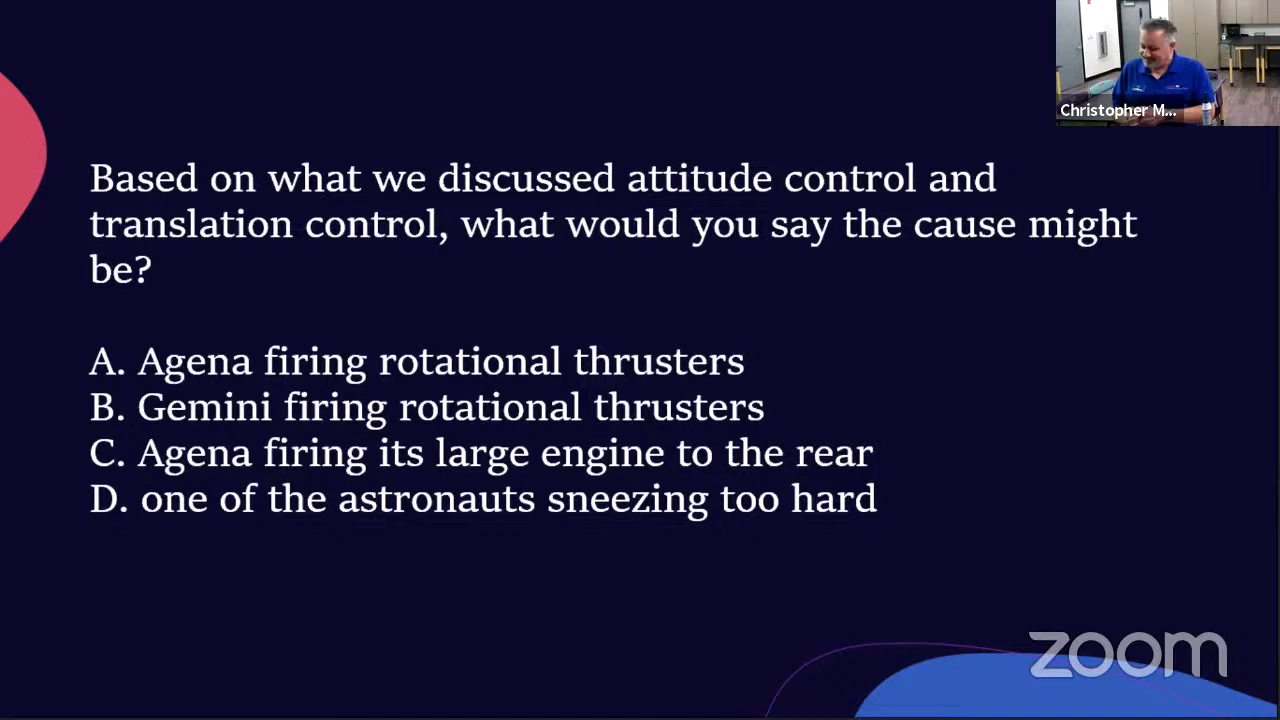 Christopher M...
Based on what we discussed attitude control and
translation control, what would you say the cause might
be?
A. Agena firing rotational thrusters
B. Gemini firing rotational thrusters
C. Agena firing its large engine to the rear
D. one of the astronauts sneezing too hard
zoom